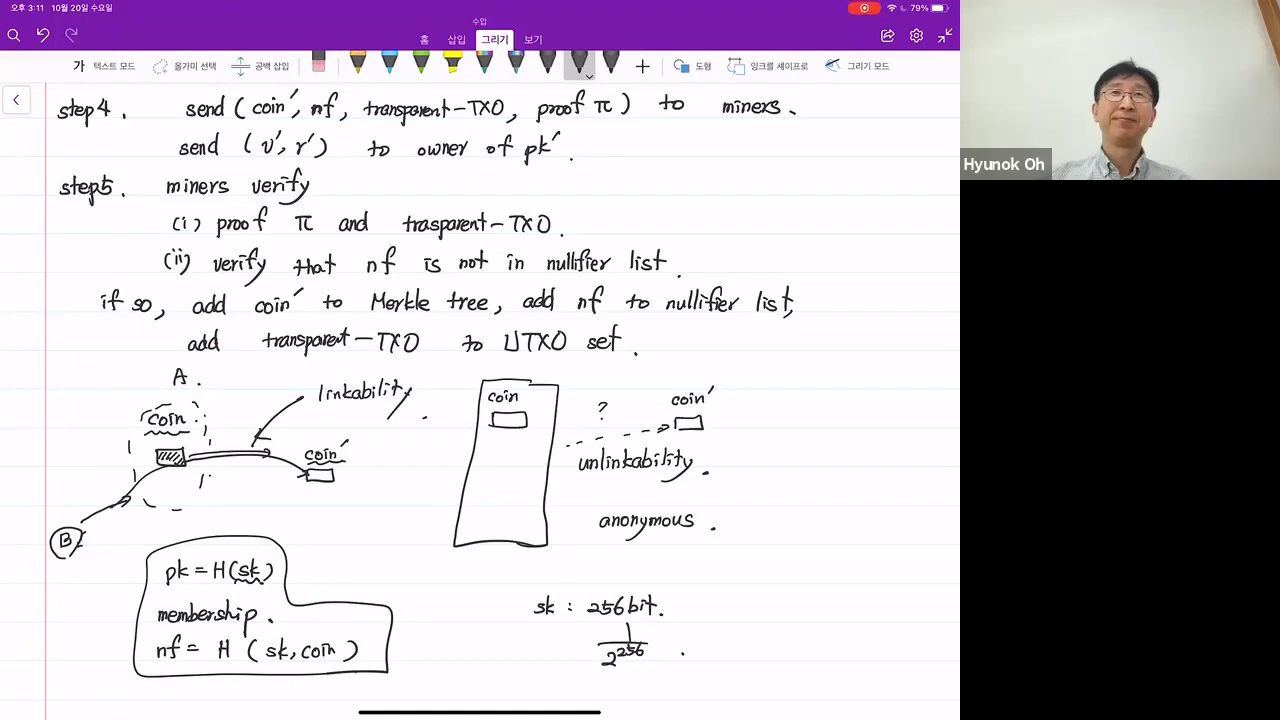 오후 3:11 10월 20일 수요일
79%
수업
홈 삽입 그리기 보기
가 텍스트 모드 올가미 선택 공백 삽입 도형 잉크를 셰이프로 그리기 모드
step4. send (coin', nf, transparent-TXO, proof π) to miners.
send (v', r') to owner of pk'.
step5. miners verify
(i) proof π and trasparent-TXO.
(ii) verify that nf is not in nullifier list.
if so, add coin' to Merkle tree, add nf to nullifier list,
add transparent-TXO to UTXO set.
A.
linkability.
coin
coin'
B
coin
?
coin'
unlinkability.
anonymous.
pk = H(sk)
membership.
nf = H (sk, coin)
sk : 256 bit.
1
2^256.
Hyunok Oh